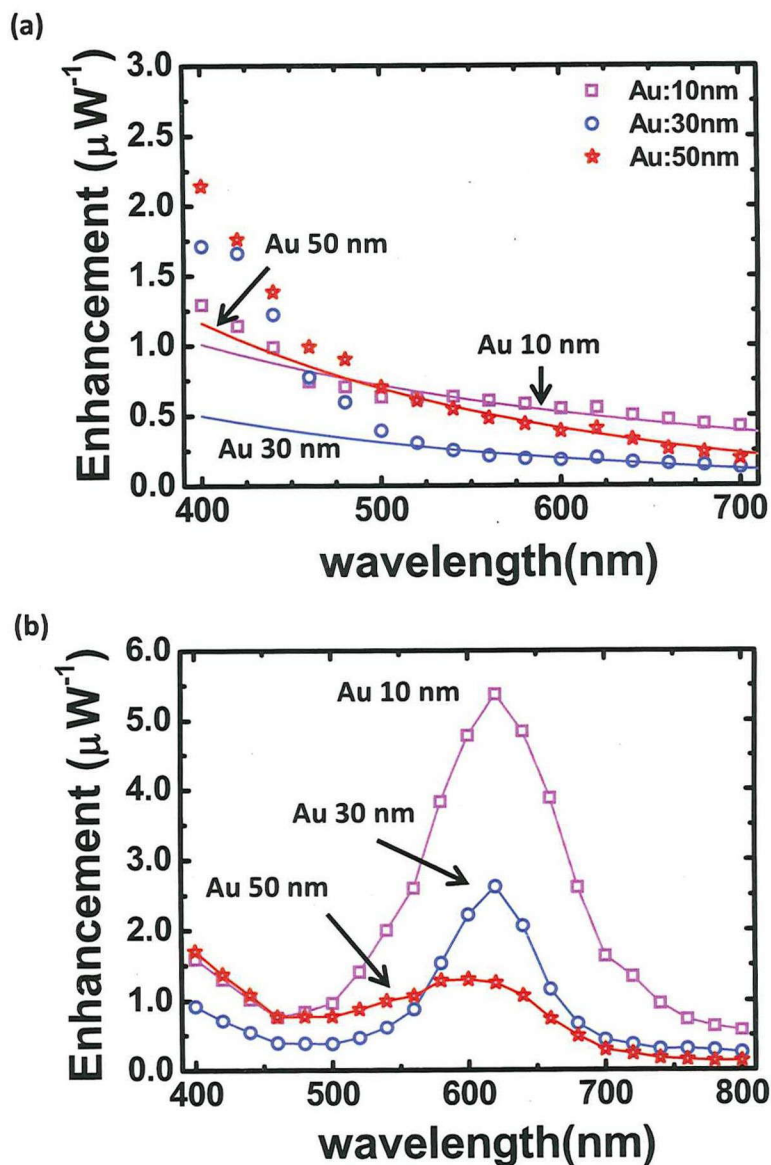 (a)
3.0
2.5
2.0
1.5
1.0
0.5
0.0
Enhancement (μW⁻¹)
Au:10nm
Au:30nm
Au:50nm
Au 50 nm
Au 10 nm
Au 30 nm
400 500 600 700
wavelength(nm)
(b)
6.0
5.0
4.0
3.0
2.0
1.0
0.0
Enhancement (μW⁻¹)
Au 10 nm
Au 30 nm
Au 50 nm
400 500 600 700 800
wavelength(nm)